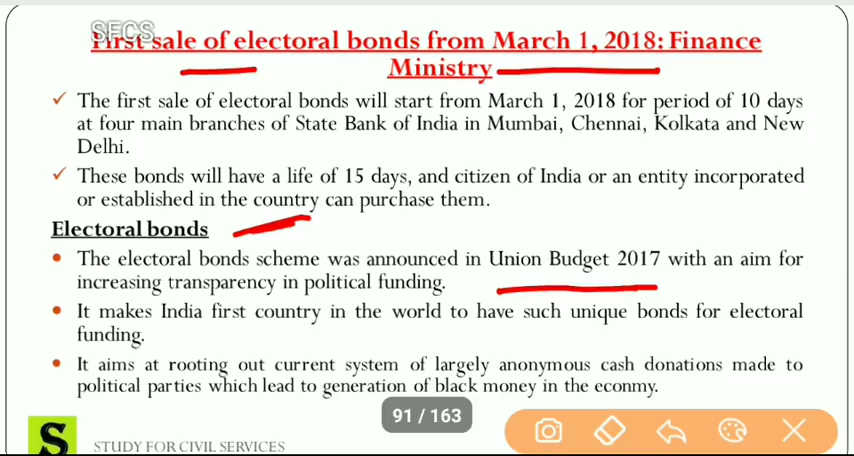 SECS
First sale of electoral bonds from March 1, 2018: Finance
Ministry
✓ The first sale of electoral bonds will start from March 1, 2018 for period of 10 days
at four main branches of State Bank of India in Mumbai, Chennai, Kolkata and New
Delhi.
✓ These bonds will have a life of 15 days, and citizen of India or an entity incorporated
or established in the country can purchase them.
Electoral bonds
• The electoral bonds scheme was announced in Union Budget 2017 with an aim for
increasing transparency in political funding.
• It makes India first country in the world to have such unique bonds for electoral
funding.
• It aims at rooting out current system of largely anonymous cash donations made to
political parties which lead to generation of black money in the econmy.
91 / 163
S
STUDY FOR CIVIL SERVICES